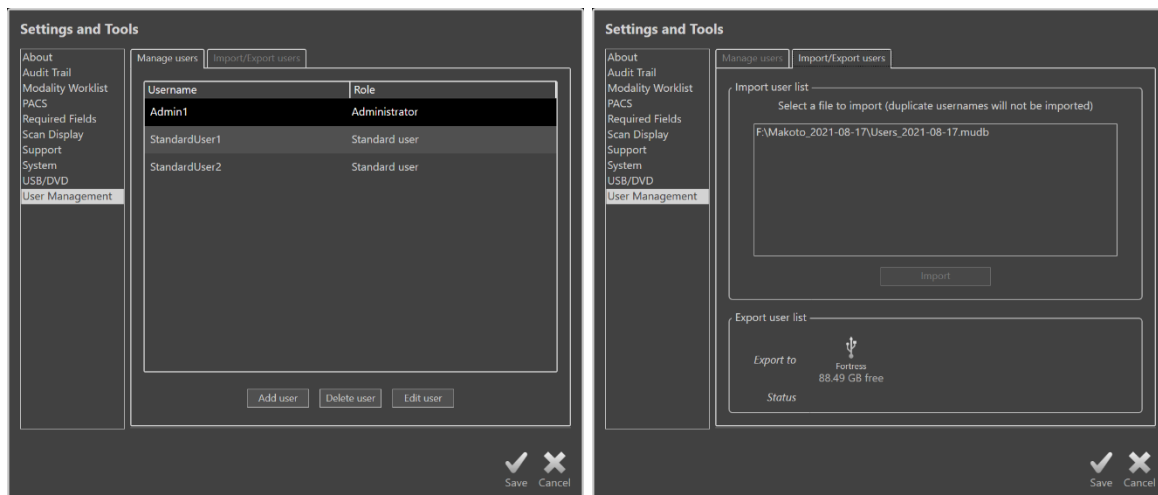 Settings and Tools
About
Audit Trail
Modality Worklist
PACS
Required Fields
Scan Display
Support
System
USB/DVD
User Management
Manage users
Import/Export users
Username Role
Admin1 Administrator
StandardUser1 Standard user
StandardUser2 Standard user
Add user
Delete user
Edit user
Save
Cancel
Settings and Tools
About
Audit Trail
Modality Worklist
PACS
Required Fields
Scan Display
Support
System
USB/DVD
User Management
Manage users
Import/Export users
Import user list
Select a file to import (duplicate usernames will not be imported)
F:\Makoto_2021-08-17\Users_2021-08-17.mudb
Import
Export user list
Export to
Fortress
88.49 GB free
Status
Save
Cancel